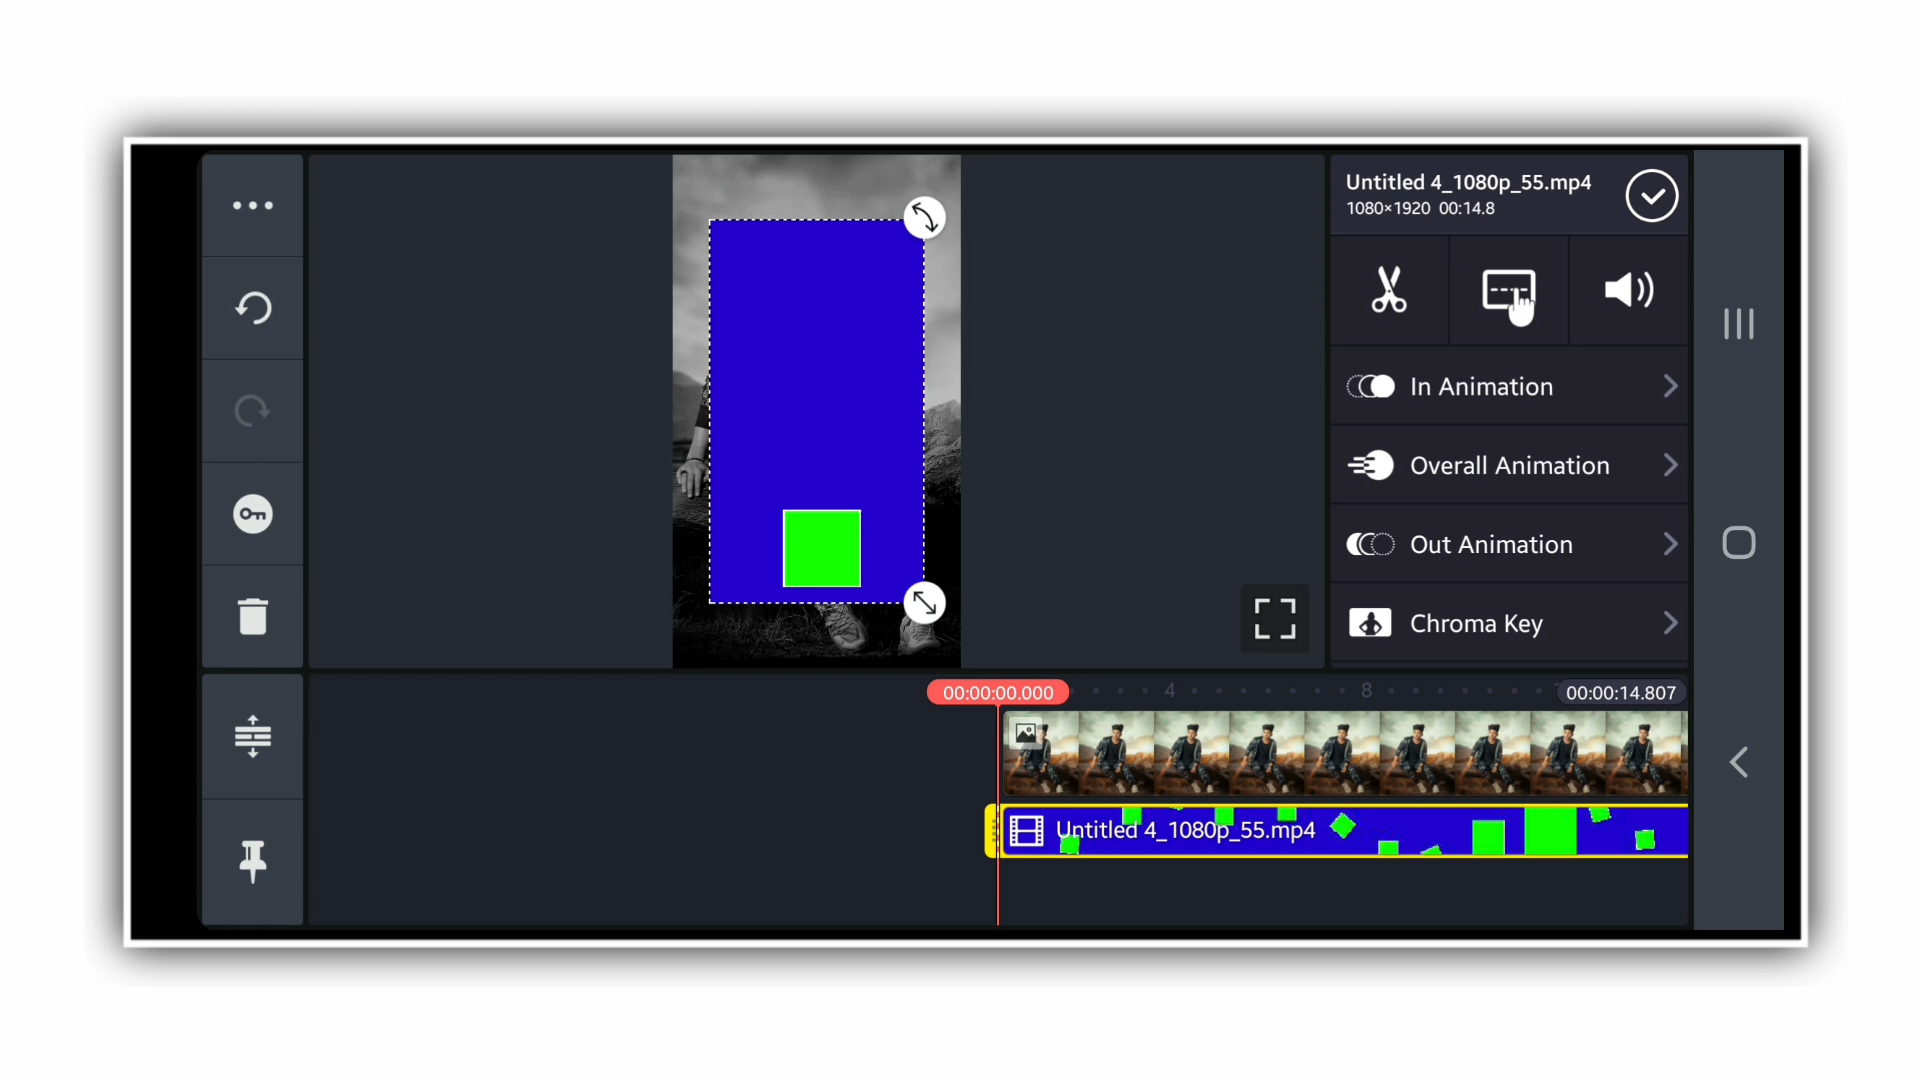 Untitled 4_1080p_55.mp4
1080×1920 00:14.8
In Animation
Overall Animation
Out Animation
Chroma Key
00:00:00.000 4 8 00:00:14.807
Untitled 4_1080p_55.mp4